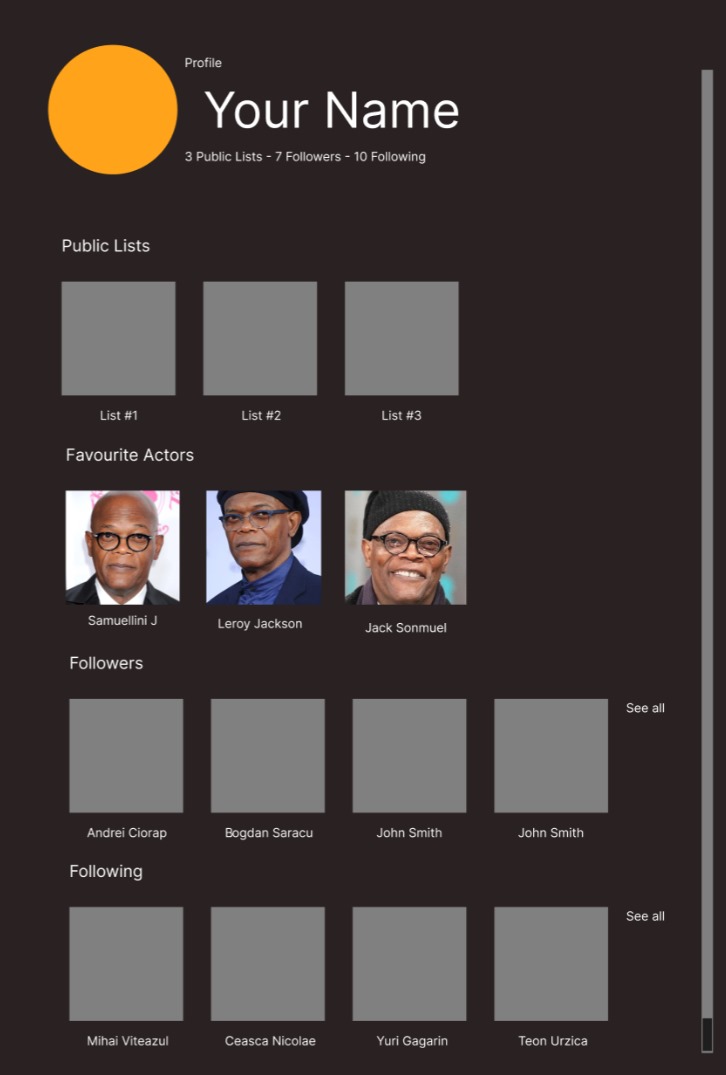 Profile
Your Name
3 Public Lists - 7 Followers - 10 Following
Public Lists
List #1 List #2 List #3
Favourite Actors
Samuellini J Leroy Jackson Jack Sonmuel
Followers
See all
Andrei Ciorap Bogdan Saracu John Smith John Smith
Following
See all
Mihai Viteazul Ceasca Nicolae Yuri Gagarin Teon Urzica